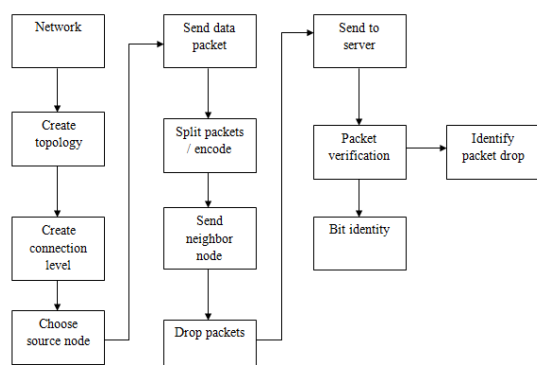 Network
Create
topology
Create
connection
level
Choose
source node
Send data
packet
Split packets
/ encode
Send
neighbor
node
Drop packets
Send to
server
Packet
verification
Identify
packet drop
Bit identity